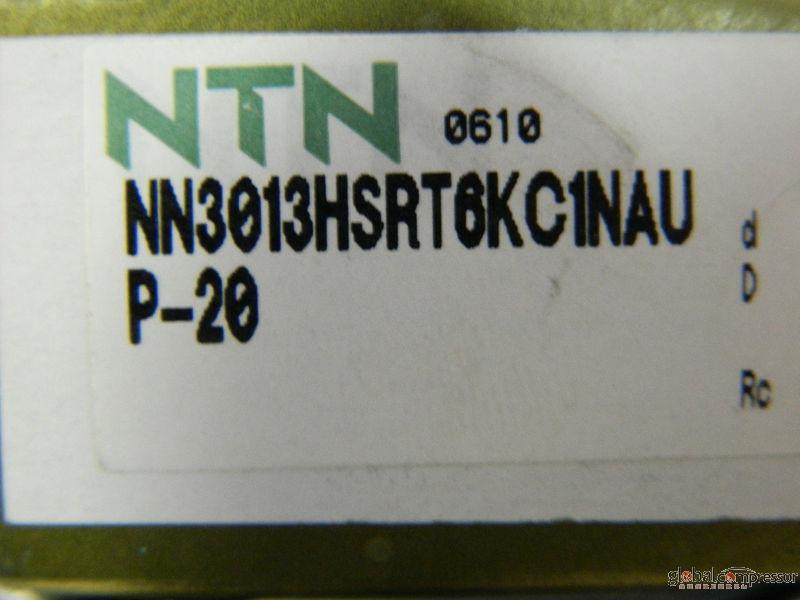 NTN 0610
NN3013HSRT6KC1NAU
P-20
d
D
Rc
globalcompressor